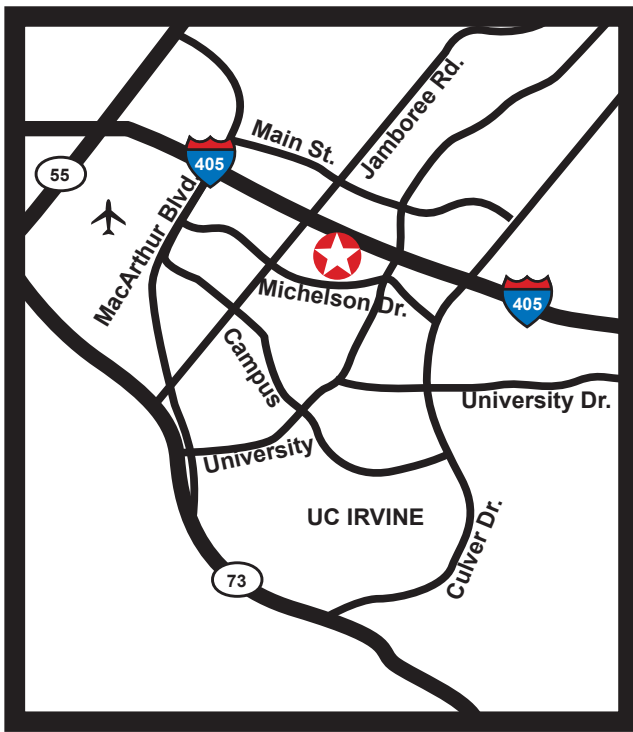 Jamboree Rd.
Main St.
405
55
MacArthur Blvd.
Michelson Dr.
405
Campus
University Dr.
University
UC IRVINE
Culver Dr.
73